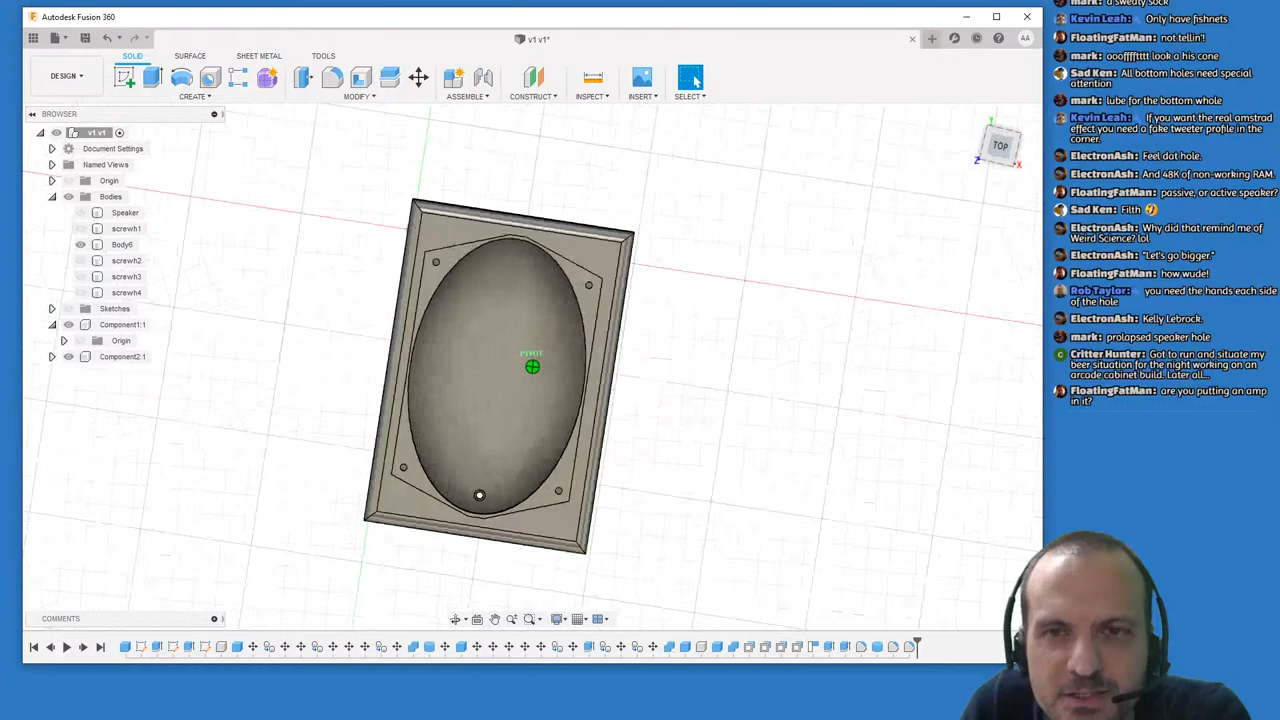 Autodesk Fusion 360
v1 v1*
AA
SOLID
SURFACE
SHEET METAL
TOOLS
DESIGN
CREATE
MODIFY
ASSEMBLE
CONSTRUCT
INSPECT
INSERT
SELECT
BROWSER
v1 v1
Document Settings
Named Views
Origin
Bodies
Speaker
screwh1
Body6
screwh2
screwh3
screwh4
Sketches
Component1:1
Origin
Component2:1
PIVOT
TOP
Y
Z
X
COMMENTS
mark: a sweaty sock
Kevin Leah: Only have fishnets
FloatingFatMan: not tellin'!
mark: oooffftttt look a his cone
Sad Ken: All bottom holes need special
attention
mark: lube for the bottom whole
Kevin Leah: If you want the real amstrad
effect you need a fake tweeter profile in the
corner.
ElectronAsh: Feel dat hole.
ElectronAsh: And 48K of non-working RAM.
FloatingFatMan: passive, or active speaker?
Sad Ken: Filth 🤣
ElectronAsh: Why did that remind me of
Weird Science? lol
ElectronAsh: "Let's go bigger."
FloatingFatMan: how wude!
Rob Taylor: you need the hands each side
of the hole
ElectronAsh: Kelly Lebrock.
mark: prolapsed speaker hole
C Critter Hunter: Got to run and situate my
beer situation for the night working on an
arcade cabinet build. Later all...
FloatingFatMan: are you putting an amp
in it?